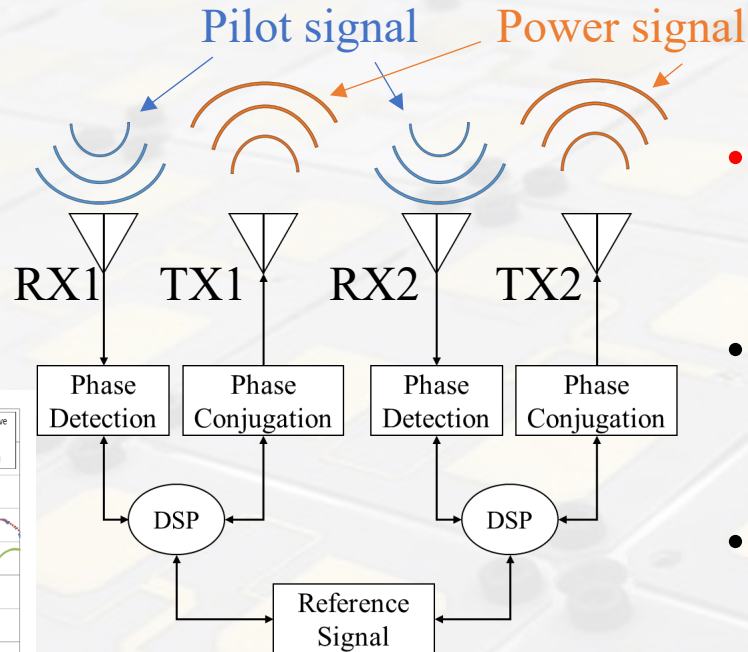 Pilot signal
Power signal
RX1
TX1
RX2
TX2
Phase
Detection
Phase
Conjugation
Phase
Detection
Phase
Conjugation
DSP
DSP
Reference
Signal